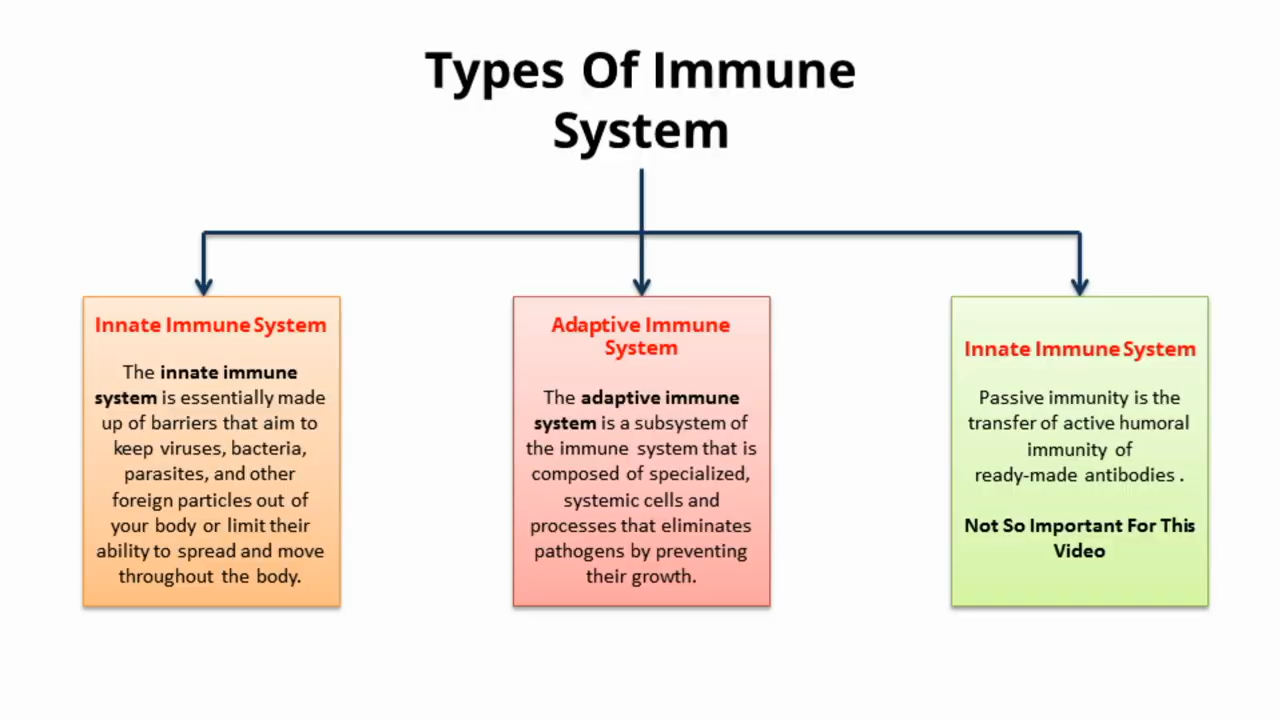 Types Of Immune
System
Innate Immune System
The innate immune
system is essentially made
up of barriers that aim to
keep viruses, bacteria,
parasites, and other
foreign particles out of
your body or limit their
ability to spread and move
throughout the body.
Adaptive Immune
System
The adaptive immune
system is a subsystem of
the immune system that is
composed of specialized,
systemic cells and
processes that eliminates
pathogens by preventing
their growth.
Innate Immune System
Passive immunity is the
transfer of active humoral
immunity of
ready-made antibodies .
Not So Important For This
Video